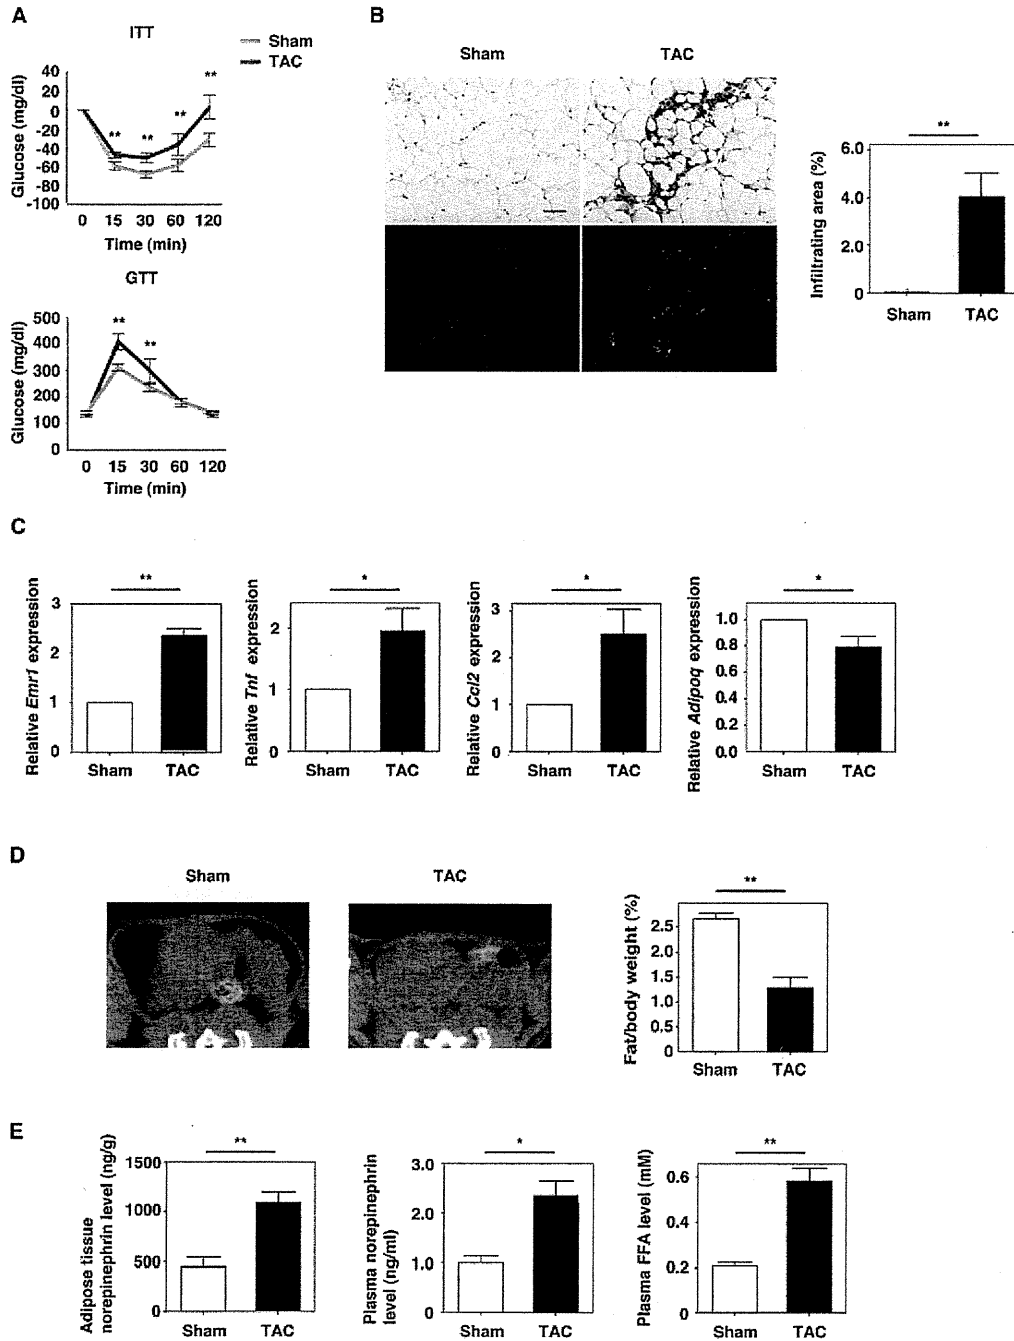 A
ITT
Sham
TAC
Glucose (mg/dl)
40
20
0
-20
-40
-60
-80
-100
**
**
**
**
0 15 30 60 120
Time (min)
GTT
Glucose (mg/dl)
500
400
300
200
100
0
**
**
0 15 30 60 120
Time (min)
B
Sham TAC
Infiltrating area (%)
**
6.0
4.0
2.0
0
Sham TAC
C
Relative Emr1 expression
**
3
2
1
0
Sham TAC
Relative Tnf expression
*
2
1
0
Sham TAC
Relative Ccl2 expression
*
3
2
1
0
Sham TAC
Relative Adipoq expression
*
1.0
0.8
0.6
0.4
0.2
0.0
Sham TAC
D
Sham TAC
Fat/body weight (%)
**
2.5
2.0
1.5
1.0
0.5
0
Sham TAC
E
Adipose tissue
norepinephrin level (ng/g)
**
1500
1000
500
0
Sham TAC
Plasma norepinephrin
level (ng/ml)
*
3.0
2.0
1.0
0
Sham TAC
Plasma FFA level (mM)
**
0.6
0.4
0.2
0
Sham TAC